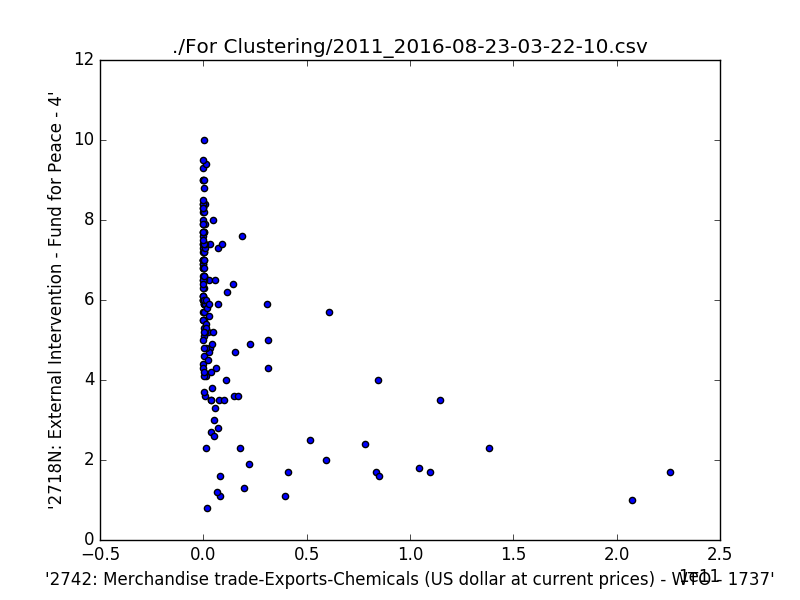 ./For Clustering/2011_2016-08-23-03-22-10.csv
12
10
8
6
4
2
0
'2718N: External Intervention - Fund for Peace - 4'
−0.5 0.0 0.5 1.0 1.5 2.0 2.5
1e11
'2742: Merchandise trade-Exports-Chemicals (US dollar at current prices) - WTO - 1737'